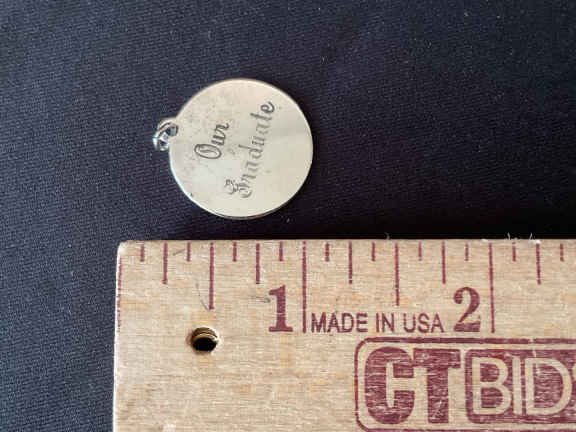 Our
Graduate
1 MADE IN USA 2
CTBIDS